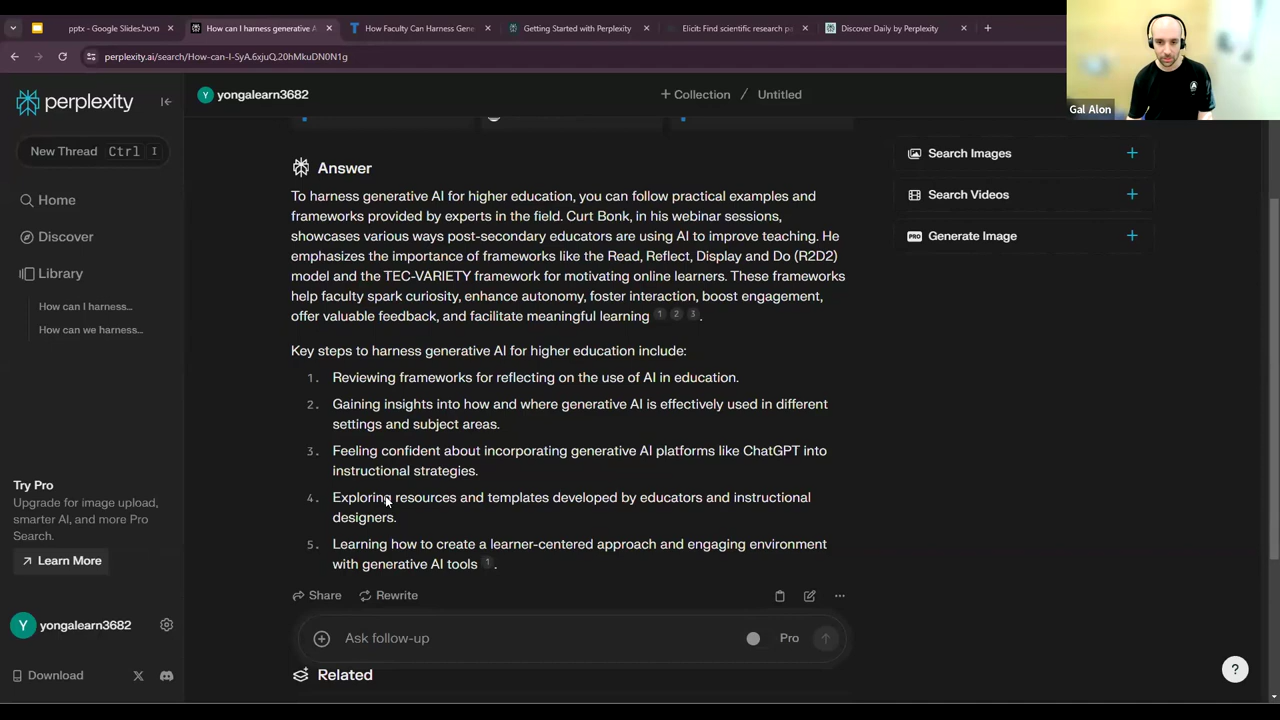 pptx - Google Slides.מיטל
How can I harness generative A
How Faculty Can Harness Gene
Getting Started with Perplexity
Elicit: Find scientific research pa
Discover Daily by Perplexity
perplexity.ai/search/How-can-I-SyA.6xjuQ,20hMkuDN0n1g
Gal Alon
perplexity
yongalearn3682
Collection / Untitled
New Thread Ctrl I
Home
Discover
Library
How can I harness...
How can we harness...
Answer
To harness generative AI for higher education, you can follow practical examples and
frameworks provided by experts in the field. Curt Bonk, in his webinar sessions,
showcases various ways post-secondary educators are using AI to improve teaching. He
emphasizes the importance of frameworks like the Read, Reflect, Display and Do (R2D2)
model and the TEC-VARIETY framework for motivating online learners. These frameworks
help faculty spark curiosity, enhance autonomy, foster interaction, boost engagement,
offer valuable feedback, and facilitate meaningful learning 1 2 3 .
Key steps to harness generative AI for higher education include:
1. Reviewing frameworks for reflecting on the use of AI in education.
2. Gaining insights into how and where generative AI is effectively used in different
settings and subject areas.
3. Feeling confident about incorporating generative AI platforms like ChatGPT into
instructional strategies.
4. Exploring resources and templates developed by educators and instructional
designers.
5. Learning how to create a learner-centered approach and engaging environment
with generative AI tools 1 .
Share
Rewrite
Ask follow-up
Pro
Related
Search Images
Search Videos
PRO Generate Image
Try Pro
Upgrade for image upload,
smarter AI, and more Pro
Search.
Learn More
Y yongalearn3682
Download
?